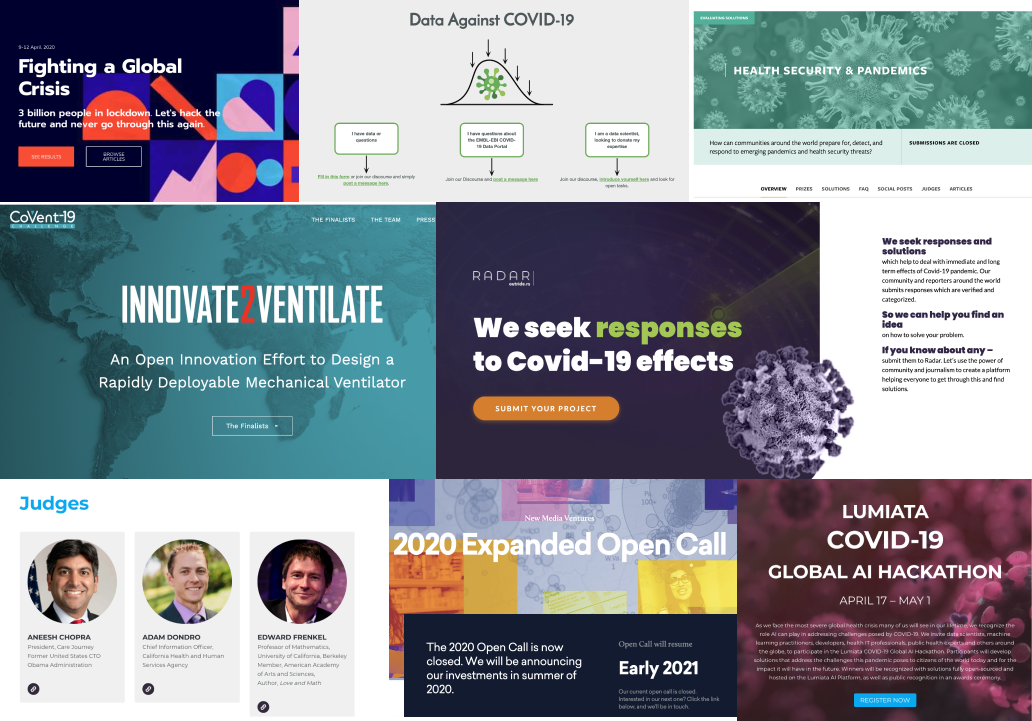 9-12 April, 2020
Fighting a Global
Crisis
3 billion people in lockdown. Let's hack the
future and never go through this again.
SEE RESULTS
BROWSE
ARTICLES
Data Against COVID-19
I have data or
questions
I have questions about
the EMBL-EBI COVID-
19 Data Portal
I am a data scientist,
looking to donate my
expertise
Fill in this form or join our discourse and simply
post a message here.
Join our Discourse and post a message here
Join our discourse, introduce yourself here and look for
open tasks.
EVALUATING SOLUTIONS
HEALTH SECURITY & PANDEMICS
How can communities around the world prepare for, detect, and
respond to emerging pandemics and health security threats?
SUBMISSIONS ARE CLOSED
OVERVIEW PRIZES SOLUTIONS FAQ SOCIAL POSTS JUDGES ARTICLES
CoVent-19
CHALLENGE
THE FINALISTS THE TEAM PRESS
INNOVATE2VENTILATE
An Open Innovation Effort to Design a
Rapidly Deployable Mechanical Ventilator
The Finalists
RADAR
outride.rs
We seek responses
to Covid-19 effects
SUBMIT YOUR PROJECT
We seek responses and
solutions
which help to deal with immediate and long
term effects of Covid-19 pandemic. Our
community and reporters around the world
submits responses which are verified and
categorized.
So we can help you find an
idea
on how to solve your problem.
If you know about any –
submit them to Radar. Let's use the power of
community and journalism to create a platform
helping everyone to get through this and find
solutions.
Judges
ANEESH CHOPRA
President, Care Journey
Former United States CTO
Obama Administration
ADAM DONDRO
Chief Information Officer,
California Health and Human
Services Agency
EDWARD FRENKEL
Professor of Mathematics,
University of California, Berkeley
Member, American Academy
of Arts and Sciences,
Author, Love and Math
New Media Ventures
2020 Expanded Open Call
The 2020 Open Call is now
closed. We will be announcing
our investments in summer of
2020.
Open Call will resume
Early 2021
Our current open call is closed.
Interested in our next one? Click the link
below, and we'll be in touch.
LUMIATA
COVID-19
GLOBAL AI HACKATHON
APRIL 17 – MAY 1
As we face the most severe global health crisis many of us will see in our lifetime, we recognize the
role AI can play in addressing challenges posed by COVID-19. We invite data scientists, machine
learning practitioners, developers, health IT professionals, public health experts and others around
the globe, to participate in the Lumiata COVID-19 Global AI Hackathon. Participants will develop
solutions that address the challenges this pandemic poses to citizens of the world today and for the
impact it will have in the future. Winners will be recognized with solutions fully open-sourced and
hosted on the Lumiata AI Platform, as well as public recognition in an awards ceremony.
REGISTER NOW